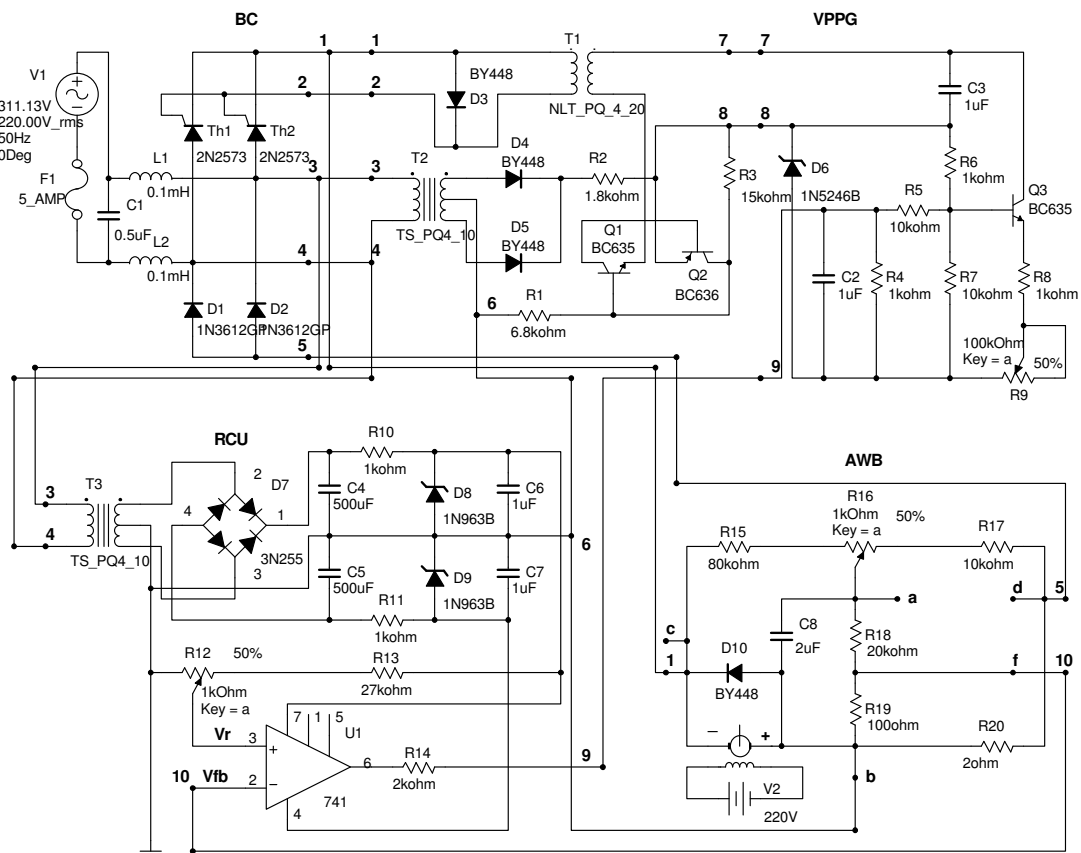 BC
VPPG
1
1
T1
7
7
V1
BY448
D3
NLT_PQ_4_20
C3
1uF
311.13V
220.00V_rms
50Hz
0Deg
2
2
Th1
Th2
2N2573
2N2573
8
8
D4
BY448
R2
1.8kohm
R3
15kohm
D6
1N5246B
R6
1kohm
Q3
BC635
F1
5_AMP
L1
0.1mH
3
3
T2
TS_PQ4_10
C1
0.5uF
R5
10kohm
L2
0.1mH
4
4
D5
BY448
Q1
BC635
Q2
BC636
C2
1uF
R4
1kohm
R7
10kohm
R8
1kohm
D1
1N3612GP
D2
1N3612GP
6
R1
6.8kohm
5
9
100kOhm
Key = a
50%
R9
RCU
AWB
R10
1kohm
3
T3
2
D7
4
1
3N255
3
4
TS_PQ4_10
C4
500uF
D8
1N963B
C6
1uF
6
C5
500uF
D9
1N963B
C7
1uF
R11
1kohm
R16
1kOhm
Key = a
50%
R15
80kohm
R17
10kohm
a
d
5
C8
2uF
R18
20kohm
c
1
D10
BY448
f
10
R19
100ohm
R20
2ohm
−
+
b
V2
220V
R12
50%
1kOhm
Key = a
R13
27kohm
Vr
3
+
7
1
5
U1
6
R14
2kohm
9
10
Vfb
2
−
741
4